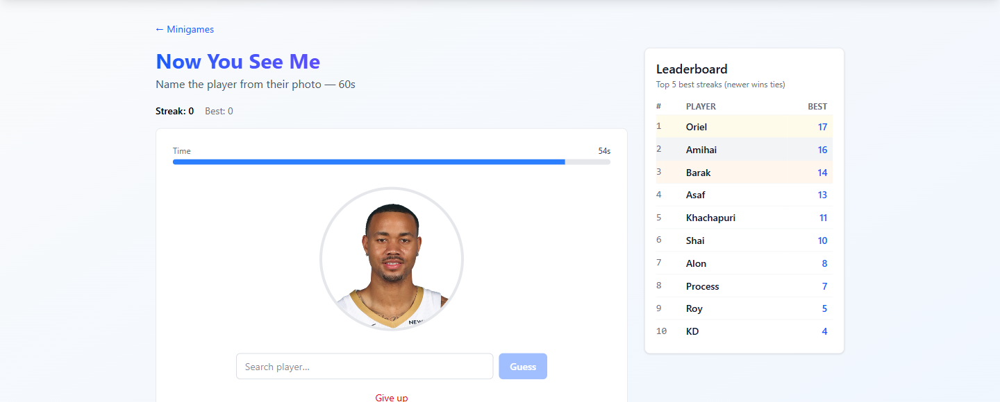 ← Minigames
Now You See Me
Name the player from their photo — 60s
Streak: 0 Best: 0
Time 54s
NEW
Search player...
Guess
Give up
Leaderboard
Top 5 best streaks (newer wins ties)
# PLAYER BEST
1 Oriel 17
2 Amihai 16
3 Barak 14
4 Asaf 13
5 Khachapuri 11
6 Shai 10
7 Alon 8
8 Process 7
9 Roy 5
10 KD 4